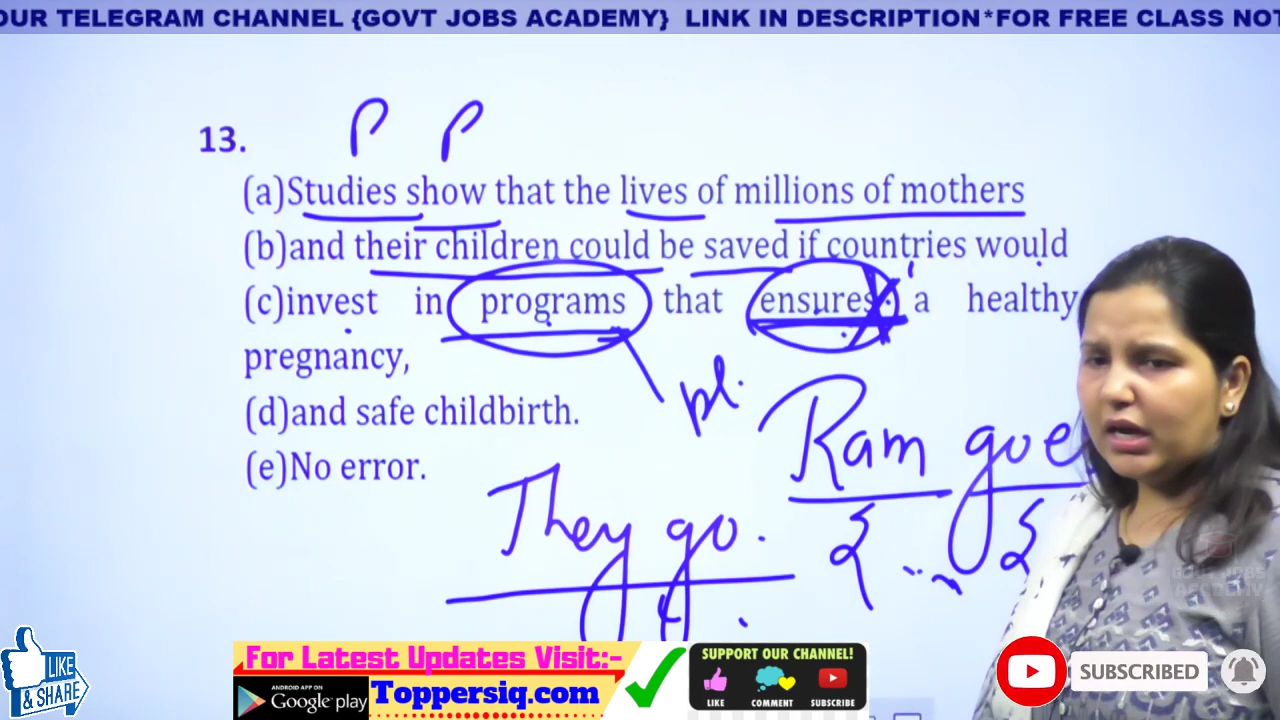 OUR TELEGRAM CHANNEL {GOVT JOBS ACADEMY} LINK IN DESCRIPTION*FOR FREE CLASS NOT
P P
13.
(a)Studies show that the lives of millions of mothers
(b)and their children could be saved if countries would
(c)invest in programs that ensures a healthy
pregnancy,
pl.
(d)and safe childbirth.
Ram goe
(e)No error.
They go.
S S
LIKE
& SHARE
For Latest Updates Visit:-
ANDROID APP ON
Google play
Toppersiq.com
SUPPORT OUR CHANNEL!
LIKE COMMENT SUBSCRIBE
SUBSCRIBED